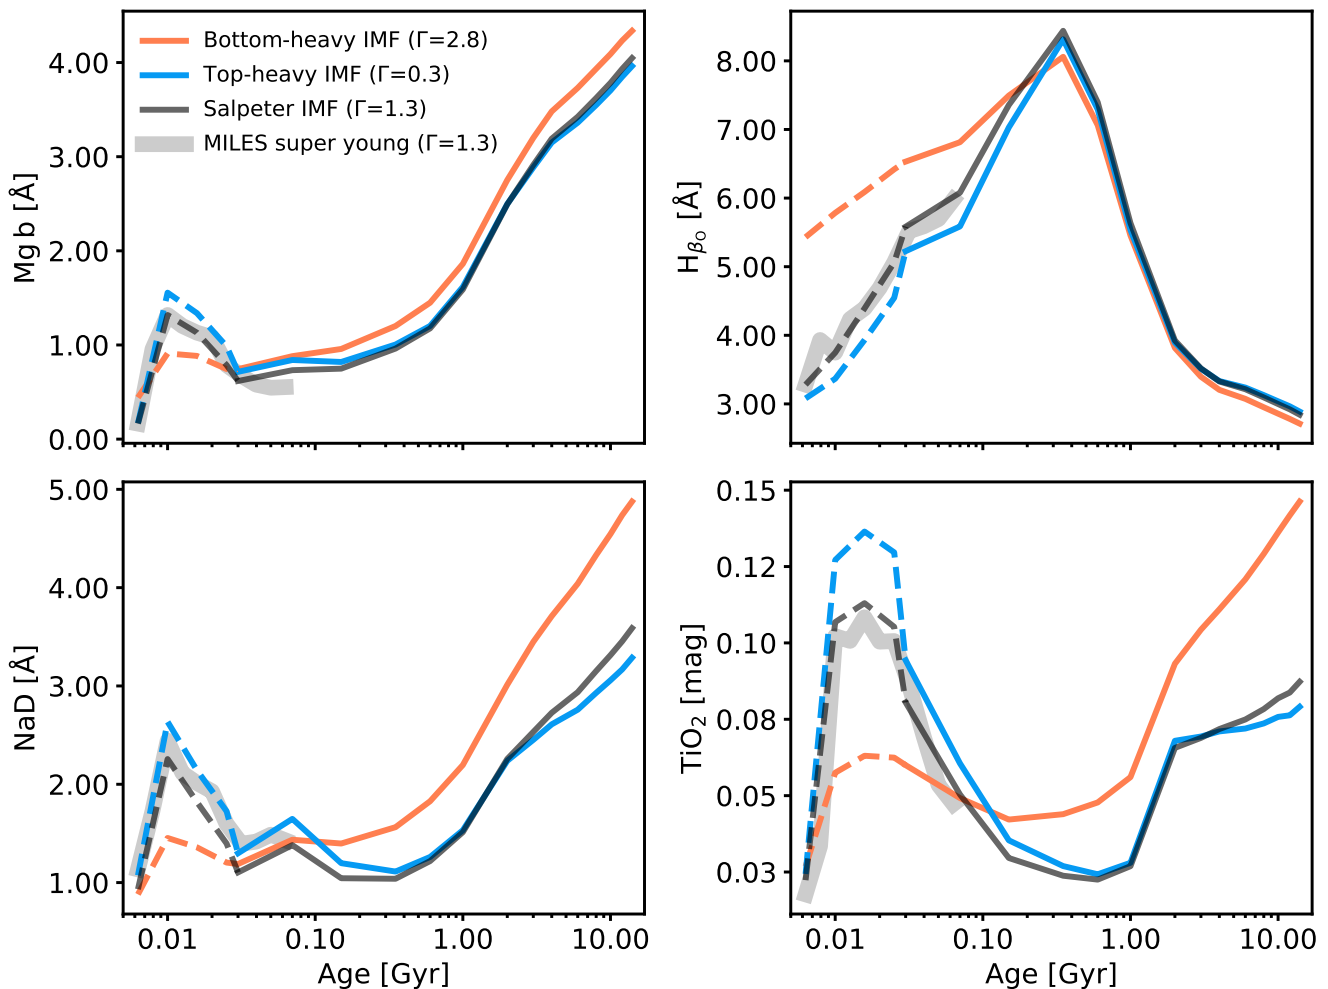 Bottom-heavy IMF (Γ=2.8)
Top-heavy IMF (Γ=0.3)
Salpeter IMF (Γ=1.3)
MILES super young (Γ=1.3)
Mg b [Å]
4.00
3.00
2.00
1.00
0.00
HβO [Å]
8.00
7.00
6.00
5.00
4.00
3.00
NaD [Å]
5.00
4.00
3.00
2.00
1.00
0.01 0.10 1.00 10.00
Age [Gyr]
TiO2 [mag]
0.15
0.12
0.10
0.08
0.05
0.03
0.01 0.10 1.00 10.00
Age [Gyr]